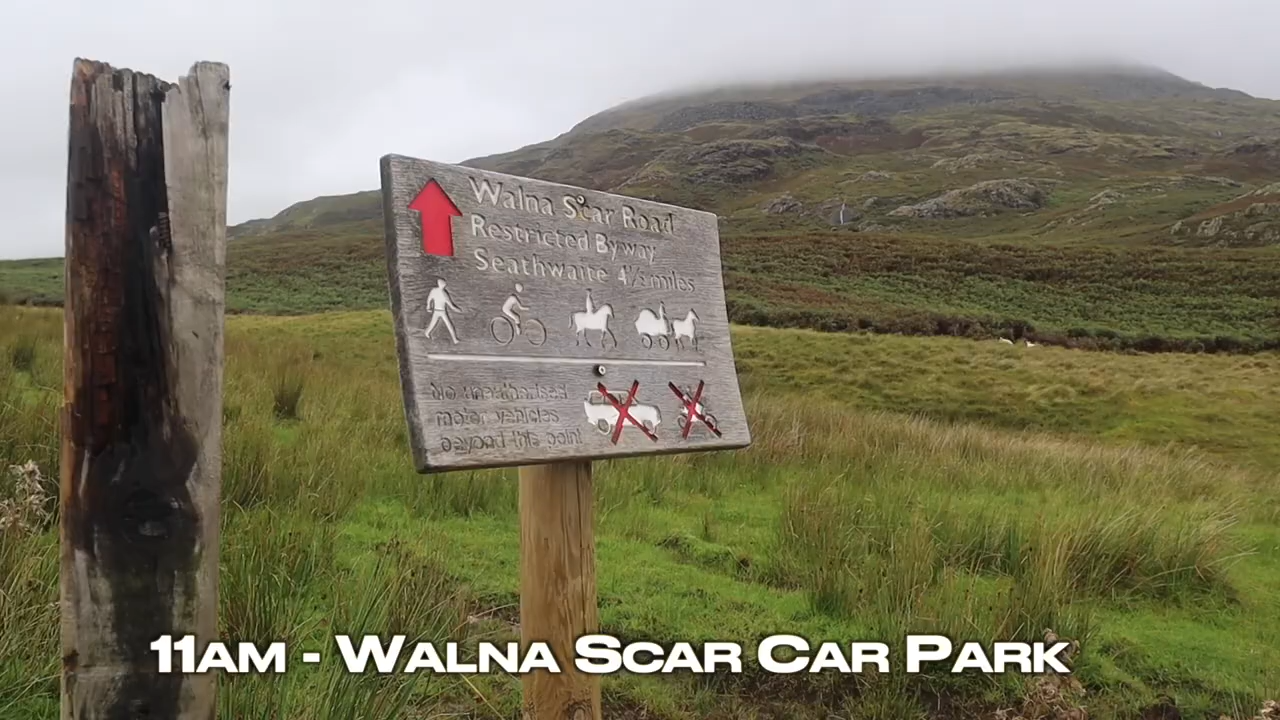 Walna Scar Road
Restricted Byway
Seathwaite 4½ miles
No unauthorised
motor vehicles
beyond this point
11AM - WALNA SCAR CAR PARK